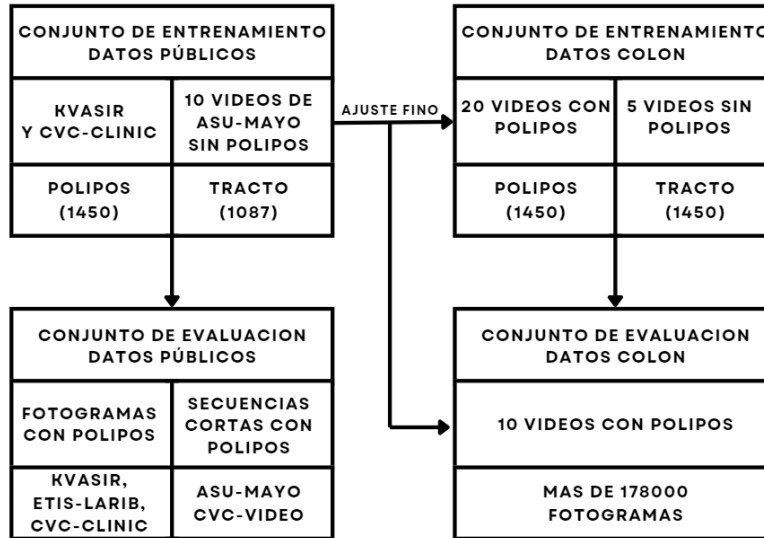 CONJUNTO DE ENTRENAMIENTO
DATOS PÚBLICOS
KVASIR
Y CVC-CLINIC
10 VIDEOS DE
ASU-MAYO
SIN POLIPOS
POLIPOS
(1450)
TRACTO
(1087)
AJUSTE FINO
CONJUNTO DE ENTRENAMIENTO
DATOS COLON
20 VIDEOS CON
POLIPOS
5 VIDEOS SIN
POLIPOS
POLIPOS
(1450)
TRACTO
(1450)
CONJUNTO DE EVALUACION
DATOS PÚBLICOS
FOTOGRAMAS
CON POLIPOS
SECUENCIAS
CORTAS CON
POLIPOS
KVASIR,
ETIS-LARIB,
CVC-CLINIC
ASU-MAYO
CVC-VIDEO
CONJUNTO DE EVALUACION
DATOS COLON
10 VIDEOS CON POLIPOS
MAS DE 178000
FOTOGRAMAS